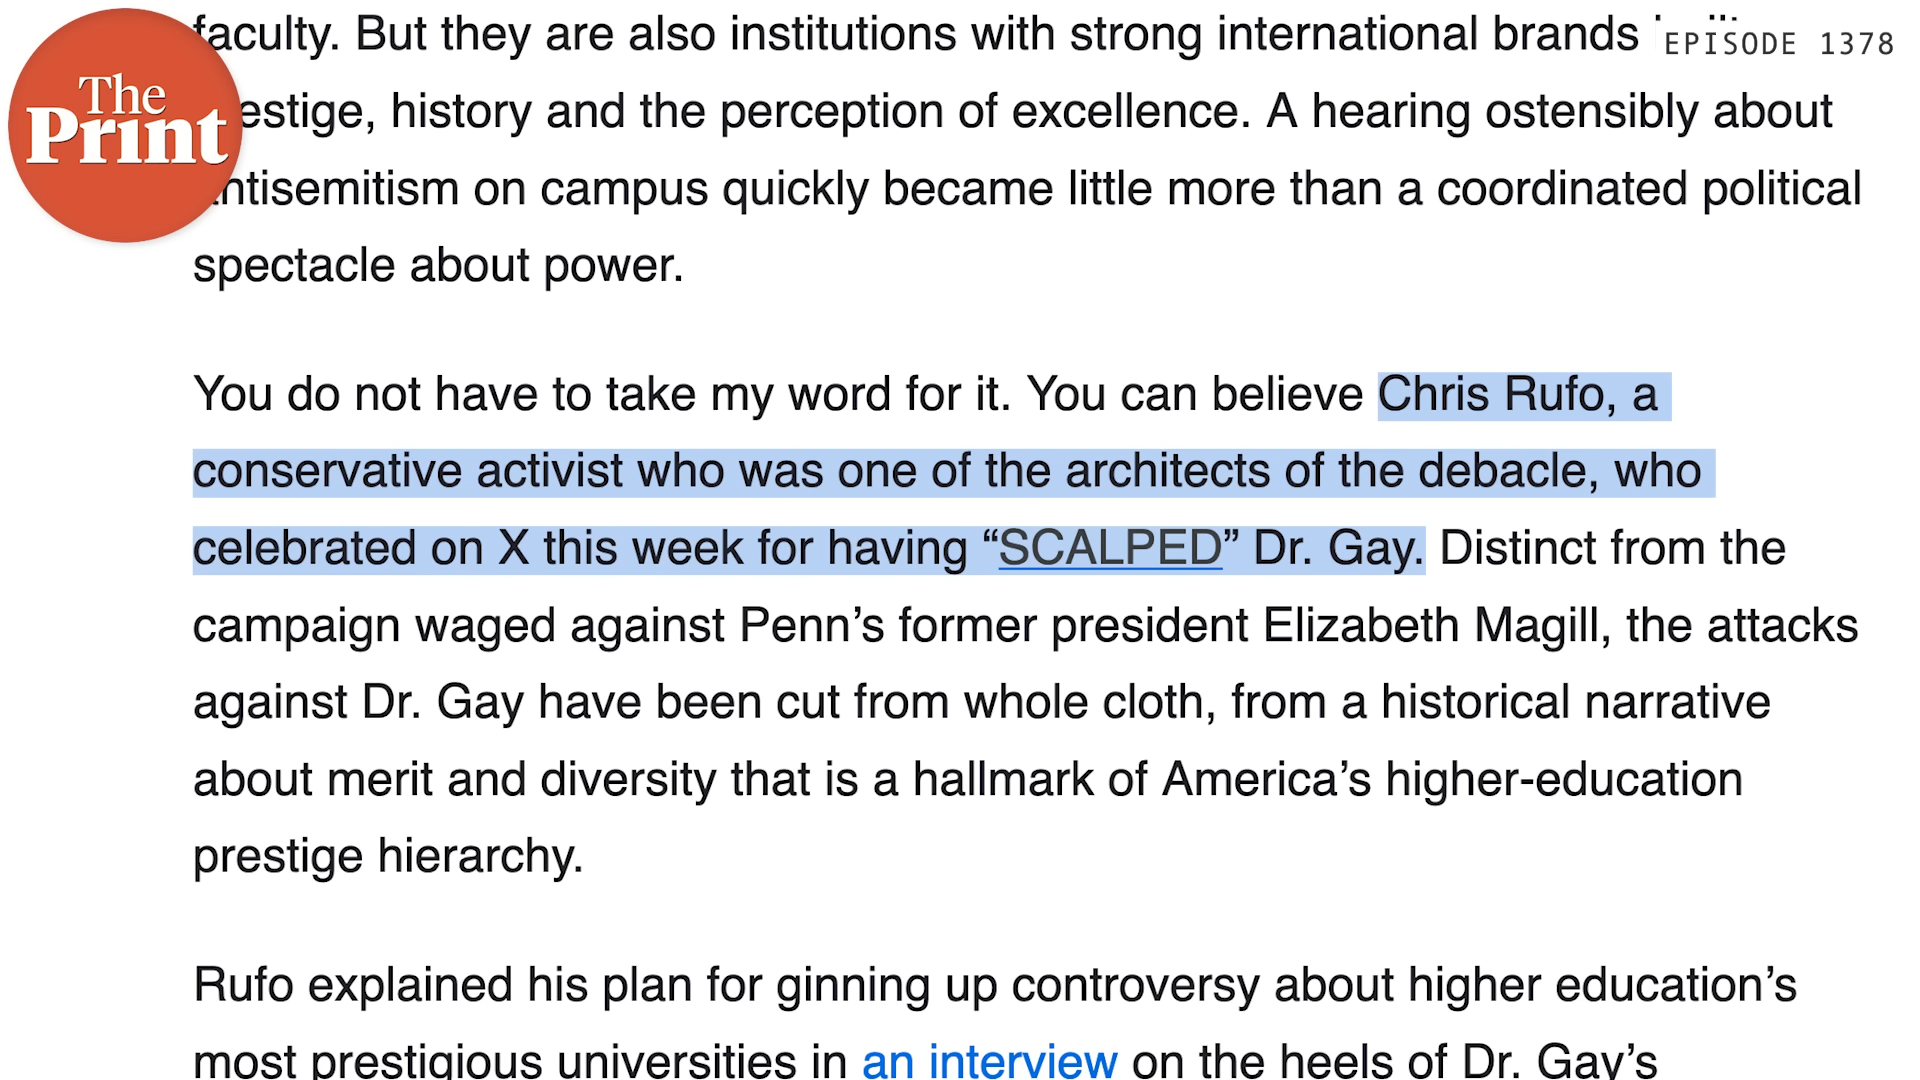 The
Print
EPISODE 1378
faculty. But they are also institutions with strong international brands
estige, history and the perception of excellence. A hearing ostensibly about
ntisemitism on campus quickly became little more than a coordinated political
spectacle about power.
You do not have to take my word for it. You can believe Chris Rufo, a
conservative activist who was one of the architects of the debacle, who
celebrated on X this week for having “SCALPED” Dr. Gay. Distinct from the
campaign waged against Penn’s former president Elizabeth Magill, the attacks
against Dr. Gay have been cut from whole cloth, from a historical narrative
about merit and diversity that is a hallmark of America’s higher-education
prestige hierarchy.
Rufo explained his plan for ginning up controversy about higher education’s
most prestigious universities in an interview on the heels of Dr. Gay’s